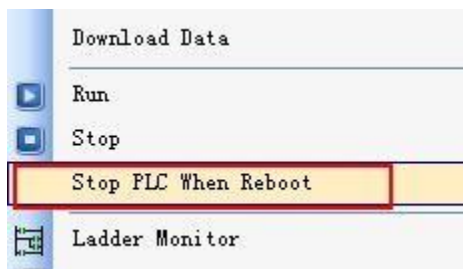 Download Data
Run
Stop
Stop PLC When Reboot
Ladder Monitor